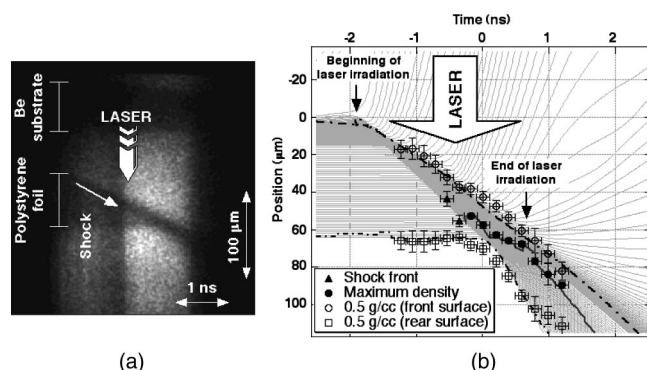 (a)
Be
substrate
Polystyrene
foil
LASER
Shock
100 µm
1 ns
(a)
(b)
Time (ns)
-2 -1 0 1 2
Beginning of
laser irradiation
LASER
End of laser
irradiation
Position (µm)
-20
0
20
40
60
80
100
Shock front
Maximum density
0.5 g/cc (front surface)
0.5 g/cc (rear surface)
(b)